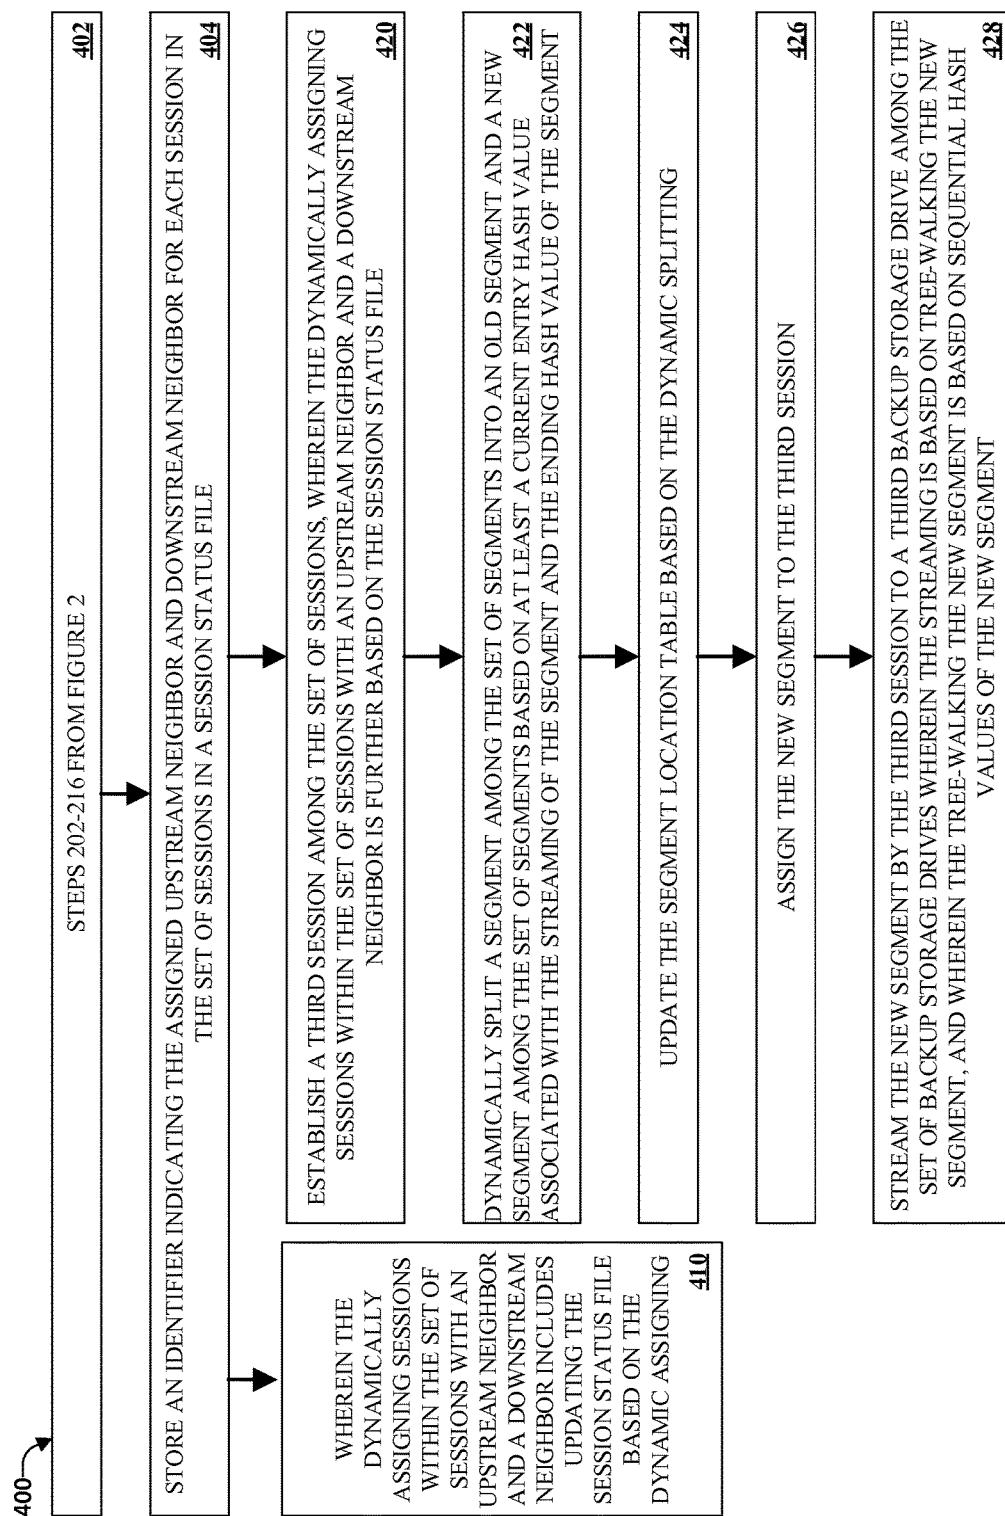 400
STEPS 202-216 FROM FIGURE 2
402
STORE AN IDENTIFIER INDICATING THE ASSIGNED UPSTREAM NEIGHBOR AND DOWNSTREAM NEIGHBOR FOR EACH SESSION IN
THE SET OF SESSIONS IN A SESSION STATUS FILE
404
WHEREIN THE
DYNAMICALLY
ASSIGNING SESSIONS
WITHIN THE SET OF
SESSIONS WITH AN
UPSTREAM NEIGHBOR
AND A DOWNSTREAM
NEIGHBOR INCLUDES
UPDATING THE
SESSION STATUS FILE
BASED ON THE
DYNAMIC ASSIGNING
410
ESTABLISH A THIRD SESSION AMONG THE SET OF SESSIONS, WHEREIN THE DYNAMICALLY ASSIGNING
SESSIONS WITHIN THE SET OF SESSIONS WITH AN UPSTREAM NEIGHBOR AND A DOWNSTREAM
NEIGHBOR IS FURTHER BASED ON THE SESSION STATUS FILE
420
DYNAMICALLY SPLIT A SEGMENT AMONG THE SET OF SEGMENTS INTO AN OLD SEGMENT AND A NEW
SEGMENT AMONG THE SET OF SEGMENTS BASED ON AT LEAST A CURRENT ENTRY HASH VALUE
ASSOCIATED WITH THE STREAMING OF THE SEGMENT AND THE ENDING HASH VALUE OF THE SEGMENT
422
UPDATE THE SEGMENT LOCATION TABLE BASED ON THE DYNAMIC SPLITTING
424
ASSIGN THE NEW SEGMENT TO THE THIRD SESSION
426
STREAM THE NEW SEGMENT BY THE THIRD SESSION TO A THIRD BACKUP STORAGE DRIVE AMONG THE
SET OF BACKUP STORAGE DRIVES WHEREIN THE STREAMING IS BASED ON TREE-WALKING THE NEW
SEGMENT, AND WHEREIN THE TREE-WALKING THE NEW SEGMENT IS BASED ON SEQUENTIAL HASH
VALUES OF THE NEW SEGMENT
428